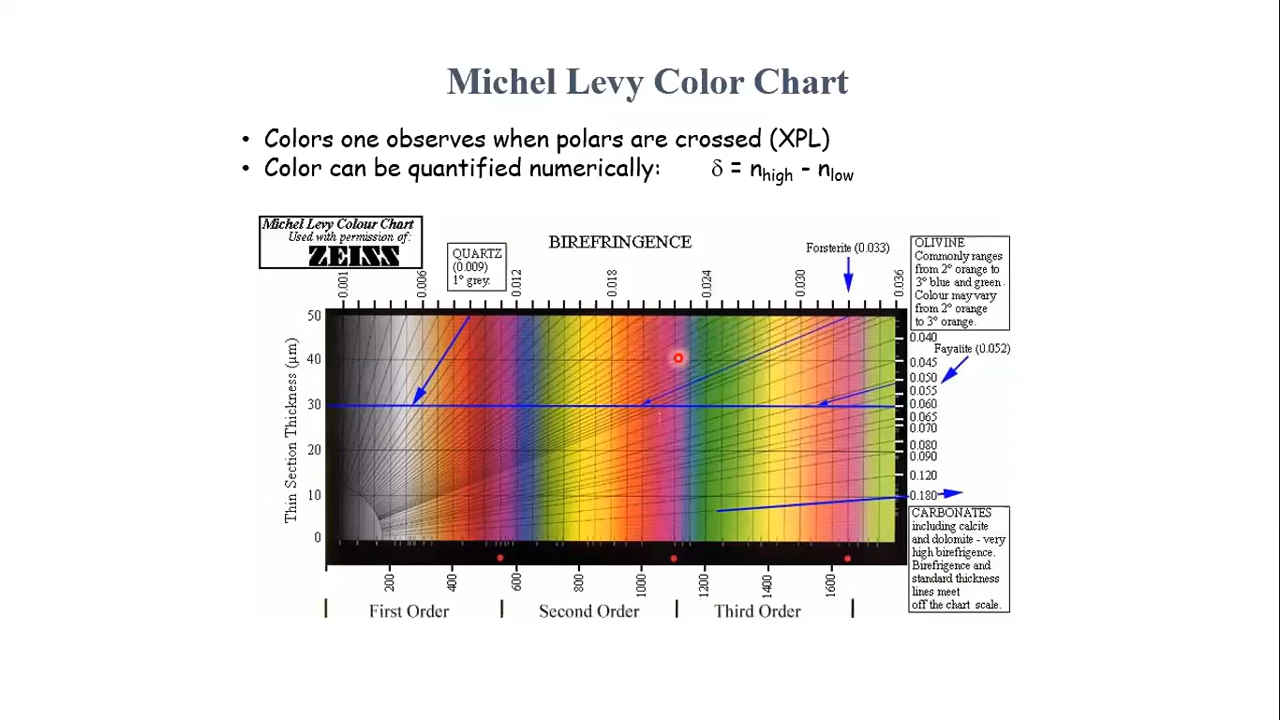 Michel Levy Color Chart
• Colors one observes when polars are crossed (XPL)
• Color can be quantified numerically: δ = nhigh - nlow
Michel Levy Colour Chart
Used with permission of:
ZEISS
QUARTZ
(0.009)
1° grey.
BIREFRINGENCE
Forsterite (0.033)
OLIVINE
Commonly ranges
from 2° orange to
3° blue and green.
Colour may vary
from 2° orange
to 3° orange.
0.001
0.006
0.012
0.018
0.024
0.030
0.036
Thin Section Thickness (μm)
50
40
30
20
10
0
0.040
Fayalite (0.052)
0.045
0.050
0.055
0.060
0.065
0.070
0.080
0.090
0.120
0.180
CARBONATES
including calcite
and dolomite - very
high birefrigence.
Birefrigence and
standard thickness
lines meet
off the chart scale.
200
400
600
800
1000
1200
1400
1600
First Order
Second Order
Third Order